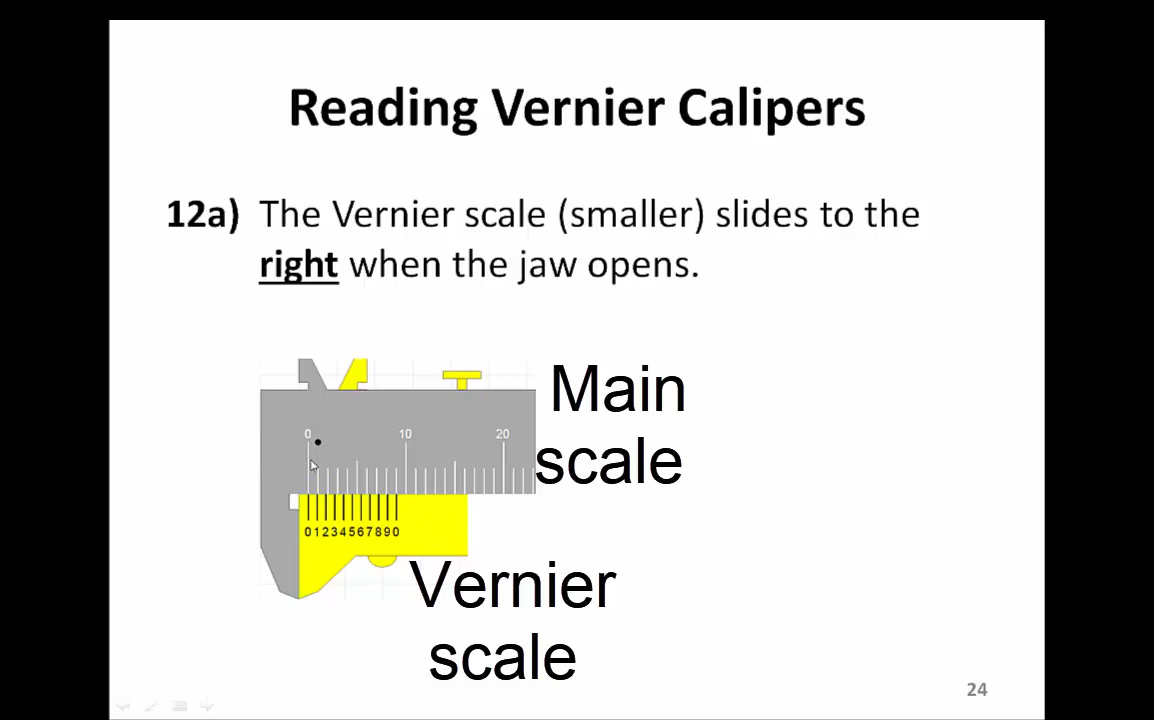 Reading Vernier Calipers
12a) The Vernier scale (smaller) slides to the
right when the jaw opens.
Main
scale
0 10 20
01234567890
Vernier
scale
24